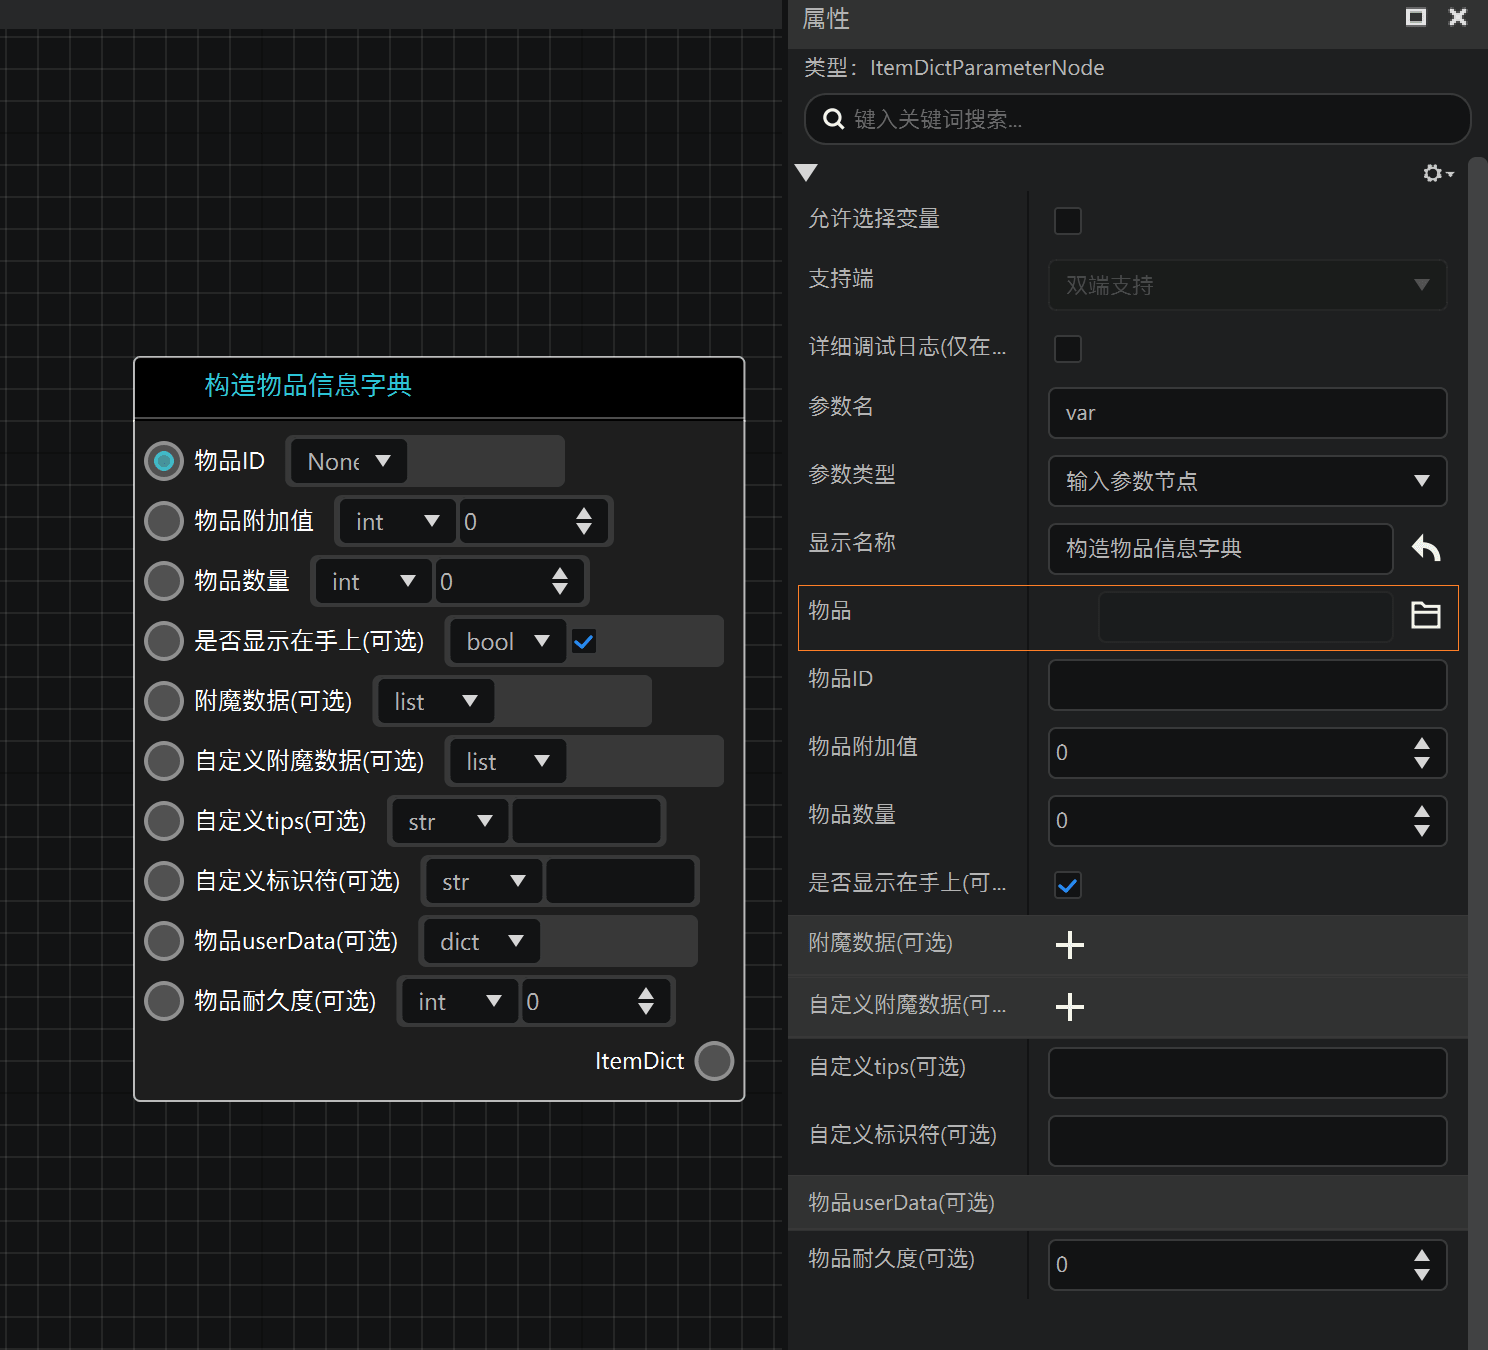 构造物品信息字典
物品ID None
物品附加值 int 0
物品数量 int 0
是否显示在手上(可选) bool
附魔数据(可选) list
自定义附魔数据(可选) list
自定义tips(可选) str
自定义标识符(可选) str
物品userData(可选) dict
物品耐久度(可选) int 0
ItemDict
属性
类型：ItemDictParameterNode
键入关键词搜索...
允许选择变量
支持端 双端支持
详细调试日志(仅在...
参数名 var
参数类型 输入参数节点
显示名称 构造物品信息字典
物品
物品ID
物品附加值 0
物品数量 0
是否显示在手上(可...
附魔数据(可选)
自定义附魔数据(可...
自定义tips(可选)
自定义标识符(可选)
物品userData(可选)
物品耐久度(可选) 0